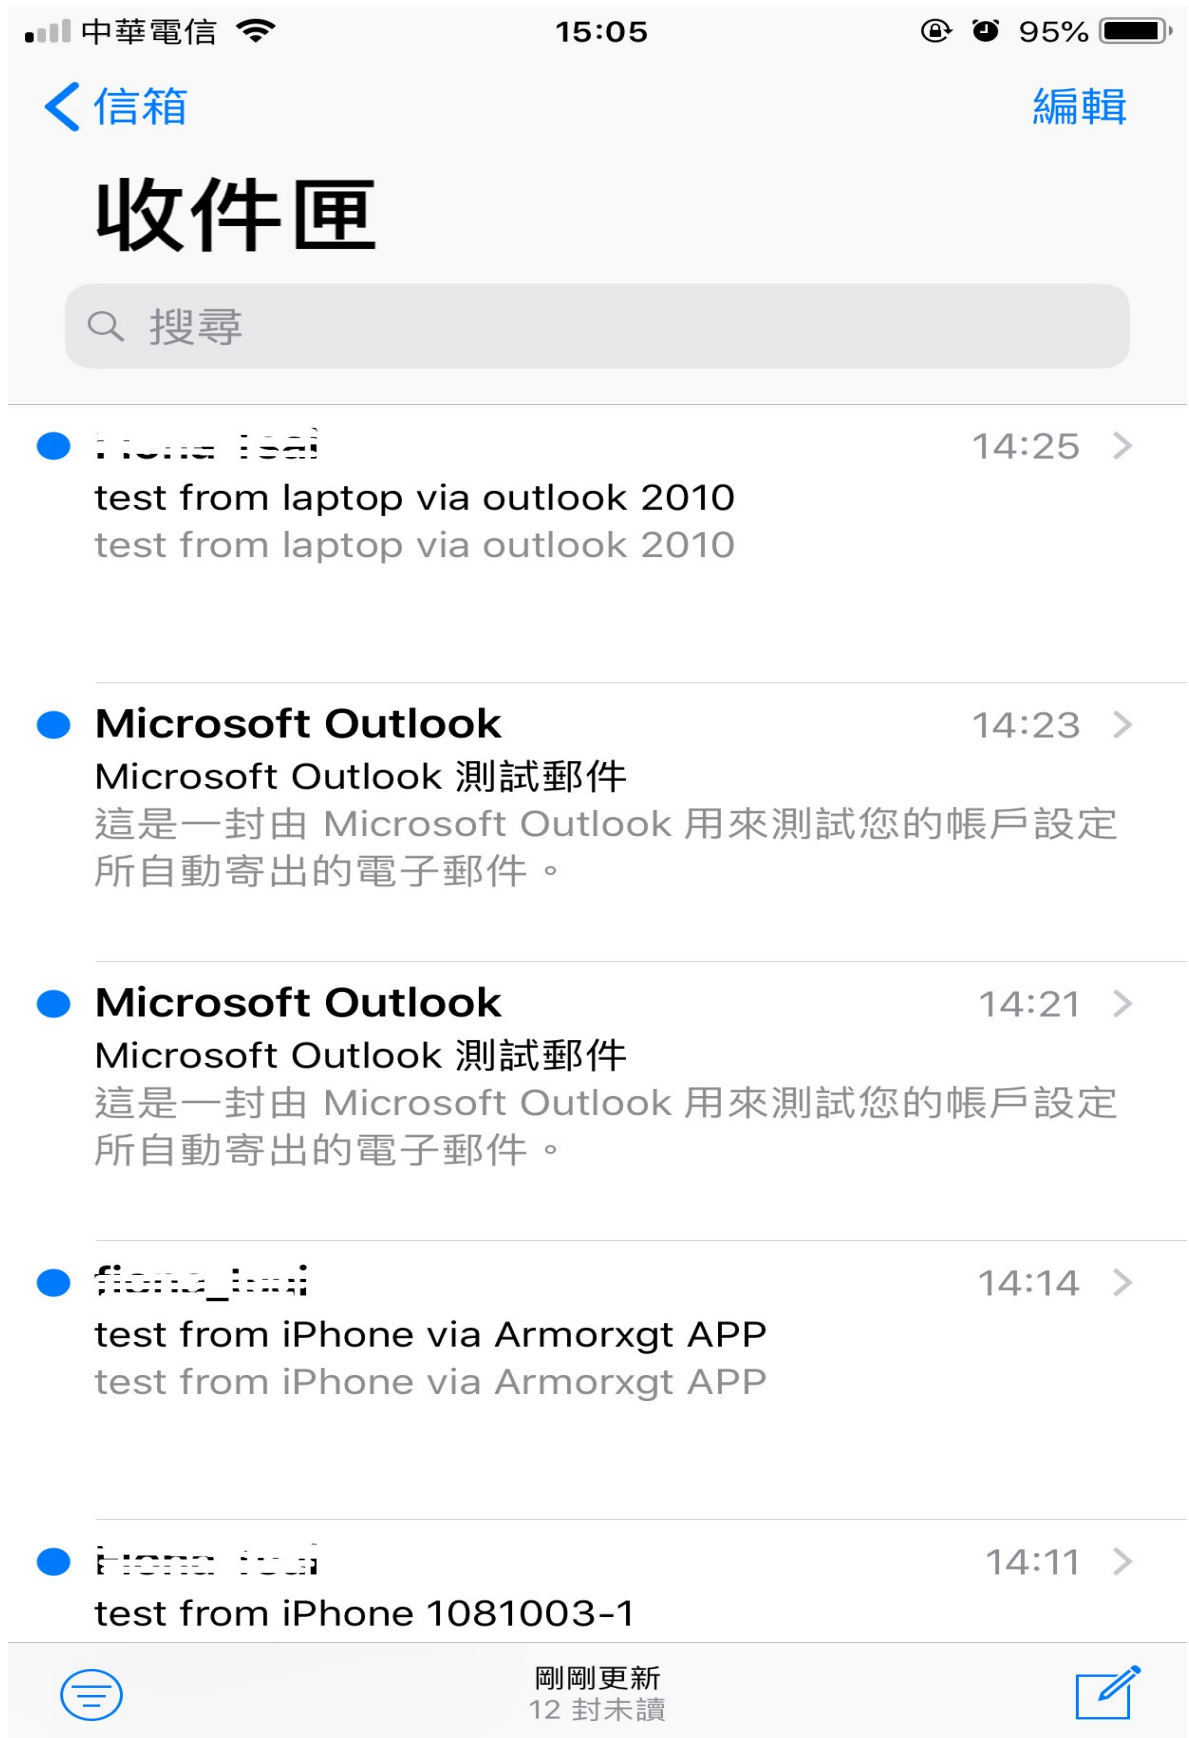 中華電信 15:05 95%
信箱 編輯
收件匣
搜尋
14:25
test from laptop via outlook 2010
test from laptop via outlook 2010
Microsoft Outlook 14:23
Microsoft Outlook 測試郵件
這是一封由 Microsoft Outlook 用來測試您的帳戶設定
所自動寄出的電子郵件。
Microsoft Outlook 14:21
Microsoft Outlook 測試郵件
這是一封由 Microsoft Outlook 用來測試您的帳戶設定
所自動寄出的電子郵件。
14:14
test from iPhone via Armorxgt APP
test from iPhone via Armorxgt APP
14:11
test from iPhone 1081003-1
剛剛更新
12 封未讀